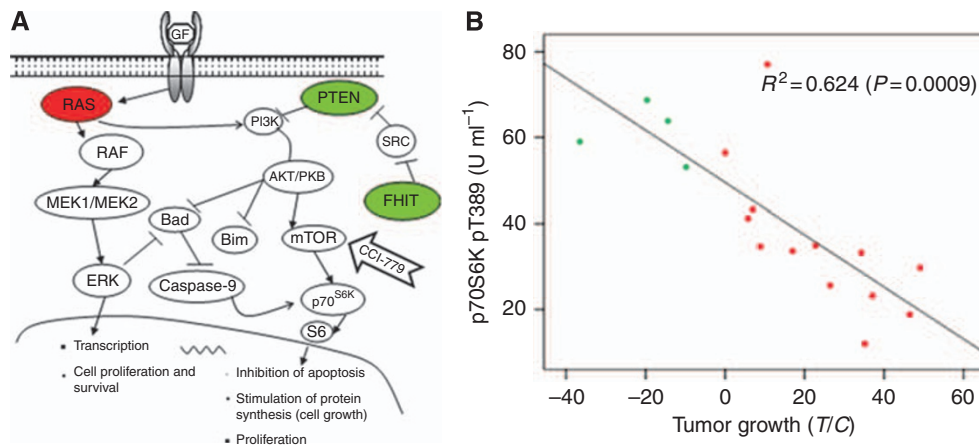 A
GF
RAS
PTEN
PI3K
SRC
RAF
AKT/PKB
FHIT
MEK1/MEK2
Bad
Bim
mTOR
CCI-779
ERK
Caspase-9
p70S6K
S6
Transcription
Cell proliferation and
survival
Inhibition of apoptosis
Stimulation of protein
synthesis (cell growth)
Proliferation
B
R²=0.624 (P=0.0009)
p70S6K pT389 (U ml⁻¹)
80
60
40
20
−40
−20
0
20
40
60
Tumor growth (T/C)